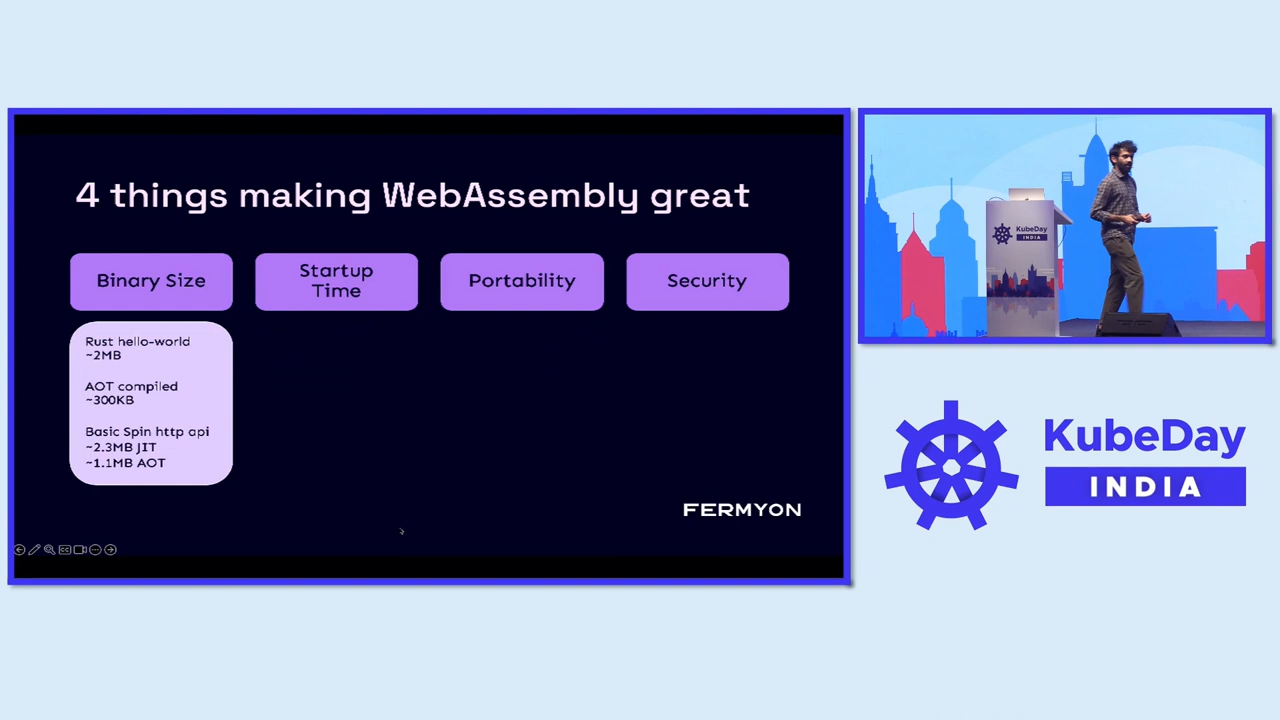 4 things making WebAssembly great
Binary Size
Startup
Time
Portability
Security
Rust hello-world
~2MB
AOT compiled
~300KB
Basic Spin http api
~2.3MB JIT
~1.1MB AOT
FERMYON
KubeDay
INDIA
KubeDay
INDIA